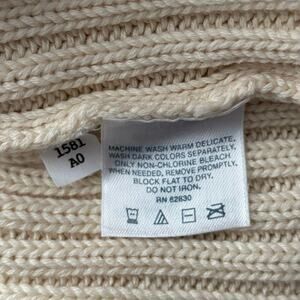 1581
A0
MACHINE WASH WARM DELICATE.
WASH DARK COLORS SEPARATELY,
ONLY NON-CHLORINE BLEACH
WHEN NEEDED, REMOVE PROMPTLY,
BLOCK FLAT TO DRY.
DO NOT IRON.
RN 62830